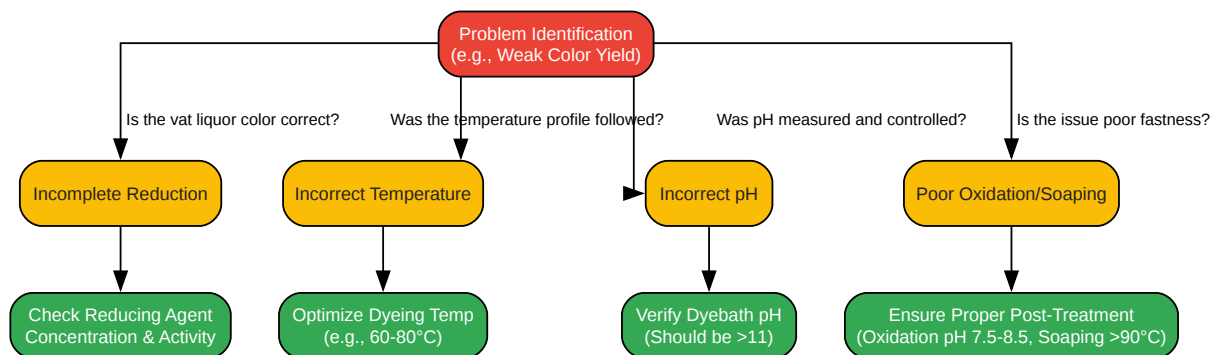 Problem Identification
(e.g., Weak Color Yield)
Is the vat liquor color correct?
Was the temperature profile followed?
Was pH measured and controlled?
Is the issue poor fastness?
Incomplete Reduction
Incorrect Temperature
Incorrect pH
Poor Oxidation/Soaping
Check Reducing Agent
Concentration & Activity
Optimize Dyeing Temp
(e.g., 60-80°C)
Verify Dyebath pH
(Should be >11)
Ensure Proper Post-Treatment
(Oxidation pH 7.5-8.5, Soaping >90°C)